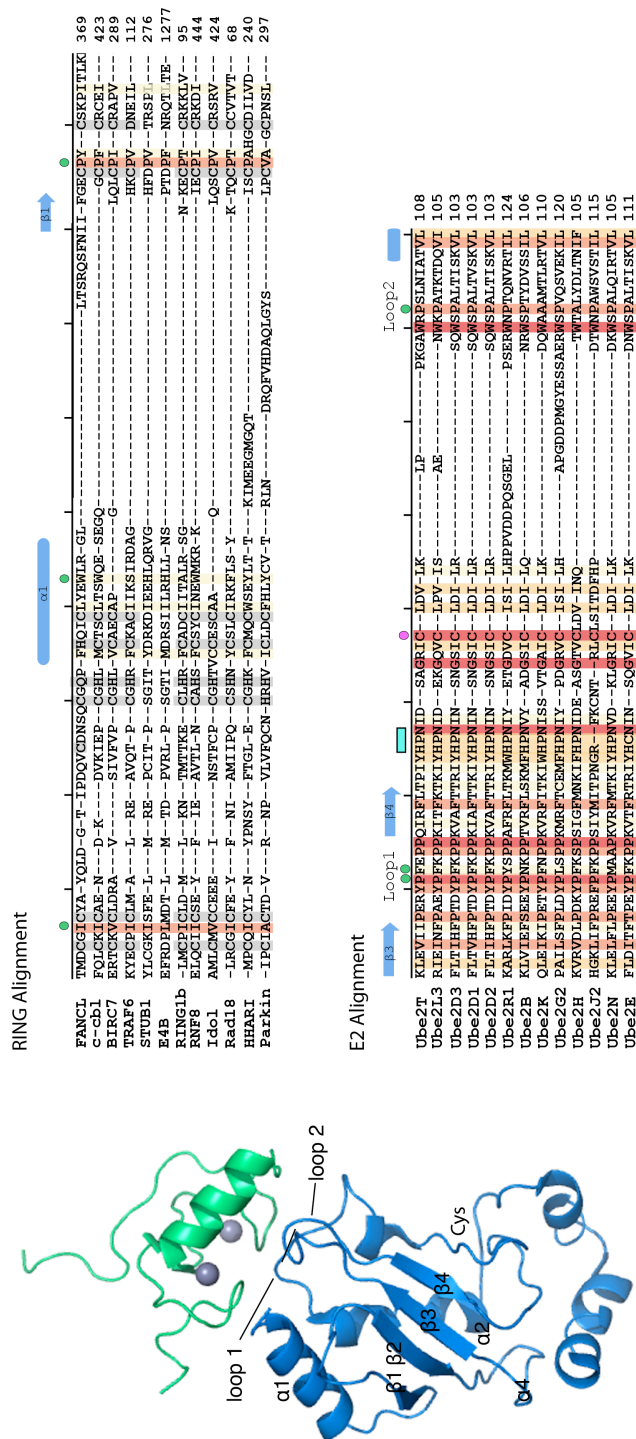 RING Alignment
α1
β1
FANCL TMDCGICYA-YQLD-G-T-IPDQVCDNSQCGQP-FHQICLYEWLR-GL-----------------------LTSRQSFNII-FGECPY--CSKPITLK 369
c-cbl FQLCKICAE-N---D-K-----DVKIEP--CGHL-MCTSCLTSWQE-SEGQ------------------------------------GCPF--CRCEI---- 423
BIRC7 ERTCKVCLDRA---V------SIVFVP--CGHL-VCAECAP--------G-----------------------------------LQLCPI--CRAPV---- 289
TRAF6 KYECPICLM-A---L--RE--AVQT-P--CGHR-FCKACIIKSIRDAG--------------------------------------HKCPV--DNEIL---- 112
STUB1 YLCGKISFE-L---M--RE--PCIT-P--SGIT-YDRKDIEEHLQRVG--------------------------------------HFDPV--TRSPL---- 276
E4B EFRDPLMDT-L---M--TD--PVRL-P--SGTI-MDRSIILRHLL-NS--------------------------------------PTDPF--NRQTLTE-- 1277
RING1b -LMCPICLD-M---L--KN--TMTTKE--CLHR-FCADCIITALR-SG-----------------------------------N-KECPT--CRKKLV--- 95
RNF8 ELQCIICSE-Y---F--IE--AVTL-N--CAHS-FCSYCINEWMKR-K--------------------------------------IECPI--CRKDI---- 444
Idol AMLCMVCCEEE---I------NSTFCP--CGHTVCCESCAA-------Q------------------------------------LQSCPV--CRSRV---- 424
Rad18 -LRCGICFE-Y---F--NI--AMIIPQ--CSHN-YCSLCIRKFLS-Y-----------------------------------K-TQCPT--CCVTVT--- 68
HHARI -MPCQICYL-N---YPNSY--FTGL-E--CGHK-FCMQCWSEYLT-T----KIMEEGMGQT-------------------------ISCPAHGCDILVD--- 240
Parkin -IPCIACTD-V---R--NP--VLVFQCN-HRHV-ICLDCFHLYCV-T--RLN--------DRQFVHDAQLGYS-------------LPCVA-GCPNSL--- 297
E2 Alignment
β3
Loop1
β4
Loop2
Ube2T KLEVIIPERYPFEPPQIRFLTPIYHPNID--SAGRIC--LDV-LK----------LP-----------PKGAWRPSLNIATVL 108
Ube2L3 RIEINFPAEYPFKPPKITFKTKIYHPNID--EKGQVC--LPV-IS----------AE--------------NWKPATKTDQVI 105
Ube2D3 FLTIHFPTDYPFKPPKVAFTTRIYHPNIN--SNGSIC--LDI-LR------------------------SQWSPALTISKVL 103
Ube2D1 FLTVHFPTDYPFKPPKIAFTTKIYHPNIN--SNGSIC--LDI-LR------------------------SQWSPALTVSKVL 103
Ube2D2 FLTIHFPTDYPFKPPKVAFTTRIYHPNIN--SNGSIC--LDI-LR------------------------SQWSPALTISKVL 103
Ube2R1 KARLKFPIDYPYSPPAFRFLTKMWHPNIY--ETGDVC--ISI-LHPPVDDPQSGEL-----------PSERWNPTQNVRTIL 124
Ube2B KLVIEFSEEYPNKPPTVRFLSKMFHPNVY--ADGSIC--LDI-LQ------------------------NRWSPTYDVSSIL 106
Ube2K QLEIKIPETYPFNPPKVRFITKIWHPNISS-VTGAIC--LDI-LK------------------------DQWAAAMTLRTVL 110
Ube2G2 PAILSFPLDYPLSPPKMRFTCEMFHPNIY--PDGRVC--ISI-LH----------APGDDPMGYESSAERWSPVQSVEKIL 120
Ube2H KVRVDLPDKYPFKSPSIGFMNKIFHPNIDE-ASGTVCLDV-INQ--------------------------TWTALYDLTNIF 105
Ube2J2 HGKLIFPREFPFKPPSIYMITPNGR--FKCNT--RLCLSITDFHP------------------------DTWNPAWSVSTIL 115
Ube2N KLELFLPEEYPMAAPKVRFMTKIYHPNVD--KLGRIC--LDI-LK------------------------DKWSPALQIRTVL 105
Ube2E FLDITFTPEYPFKPPKVTFRTRIYHCNIN--SQGVIC--LDI-LK------------------------DNWSPALTISKVL 111
loop 1
loop 2
α1
β1
β2
β3
β4
Cys
α2
α4